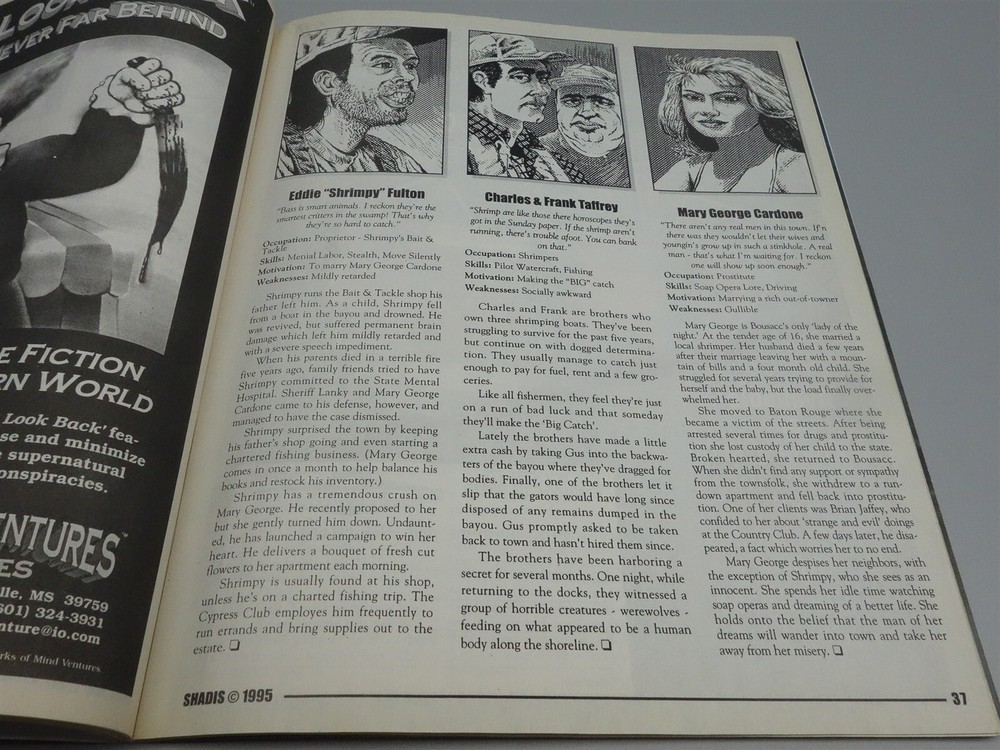 LOOK
NEVER FAR BEHIND
E FICTION
RN WORLD
Look Back' fea-
se and minimize
e supernatural
onspiracies.
ENTURES™
ES
lle, MS 39759
601) 324-3931
nture@io.com
rks of Mind Ventures
Eddie "Shrimpy" Fulton
"Bass is smart animals. I reckon they're the
smartest critters in the swamp! That's why
they're so hard to catch."
Occupation: Proprietor - Shrimpy's Bait &
Tackle
Skills: Menial Labor, Stealth, Move Silently
Motivation: To marry Mary George Cardone
Weaknesses: Mildly retarded
Shrimpy runs the Bait & Tackle shop his
father left him. As a child, Shrimpy fell
from a boat in the bayou and drowned. He
was revived, but suffered permanent brain
damage which left him mildly retarded and
with a severe speech impediment.
When his parents died in a terrible fire
five years ago, family friends tried to have
Shrimpy committed to the State Mental
Hospital. Sheriff Lanky and Mary George
Cardone came to his defense, however, and
managed to have the case dismissed.
Shrimpy surprised the town by keeping
his father's shop going and even starting a
chartered fishing business. (Mary George
comes in once a month to help balance his
books and restock his inventory.)
Shrimpy has a tremendous crush on
Mary George. He recently proposed to her
but she gently turned him down. Undaunt-
ed, he has launched a campaign to win her
heart. He delivers a bouquet of fresh cut
flowers to her apartment each morning.
Shrimpy is usually found at his shop,
unless he's on a charted fishing trip. The
Cypress Club employes him frequently to
run errands and bring supplies out to the
estate. ❏
Charles & Frank Taffrey
"Shrimp are like those there horoscopes they's
got in the Sunday paper. If the shrimp aren't
running, there's trouble afoot. You can bank
on that."
Occupation: Shrimpers
Skills: Pilot Watercraft, Fishing
Motivation: Making the "BIG" catch
Weaknesses: Socially awkward
Charles and Frank are brothers who
own three shrimping boats. They've been
struggling to survive for the past five years,
but continue on with dogged determina-
tion. They usually manage to catch just
enough to pay for fuel, rent and a few gro-
ceries.
Like all fishermen, they feel they're just
on a run of bad luck and that someday
they'll make the 'Big Catch'.
Lately the brothers have made a little
extra cash by taking Gus into the backwa-
ters of the bayou where they've dragged for
bodies. Finally, one of the brothers let it
slip that the gators would have long since
disposed of any remains dumped in the
bayou. Gus promptly asked to be taken
back to town and hasn't hired them since.
The brothers have been harboring a
secret for several months. One night, while
returning to the docks, they witnessed a
group of horrible creatures - werewolves -
feeding on what appeared to be a human
body along the shoreline. ❏
Mary George Cardone
"There aren't any real men in this town. If'n
there was they wouldn't let their wives and
youngin's grow up in such a stinkhole. A real
man - that's what I'm waiting for. I reckon
one will show up soon enough."
Occupation: Prostitute
Skills: Soap Opera Lore, Driving
Motivation: Marrying a rich out-of-towner
Weaknesses: Gullible
Mary George is Bousacc's only 'lady of the
night.' At the tender age of 16, she married a
local shrimper. Her husband died a few years
after their marriage leaving her with a moun-
tain of bills and a four month old child. She
struggled for several years trying to provide for
herself and the baby, but the load finally over-
whelmed her.
She moved to Baton Rouge where she
became a victim of the streets. After being
arrested several times for drugs and prostitu-
tion she lost custody of her child to the state.
Broken hearted, she returned to Bousacc.
When she didn't find any support or sympathy
from the townsfolk, she withdrew to a run-
down apartment and fell back into prostitu-
tion. One of her clients was Brian Jaffey, who
confided to her about 'strange and evil' doings
at the Country Club. A few days later, he disa-
peared, a fact which worries her to no end.
Mary George despises her neighbors, with
the exception of Shrimpy, who she sees as an
innocent. She spends her idle time watching
soap operas and dreaming of a better life. She
holds onto the belief that the man of her
dreams will wander into town and take her
away from her misery. ❏
SHADIS © 1995
37